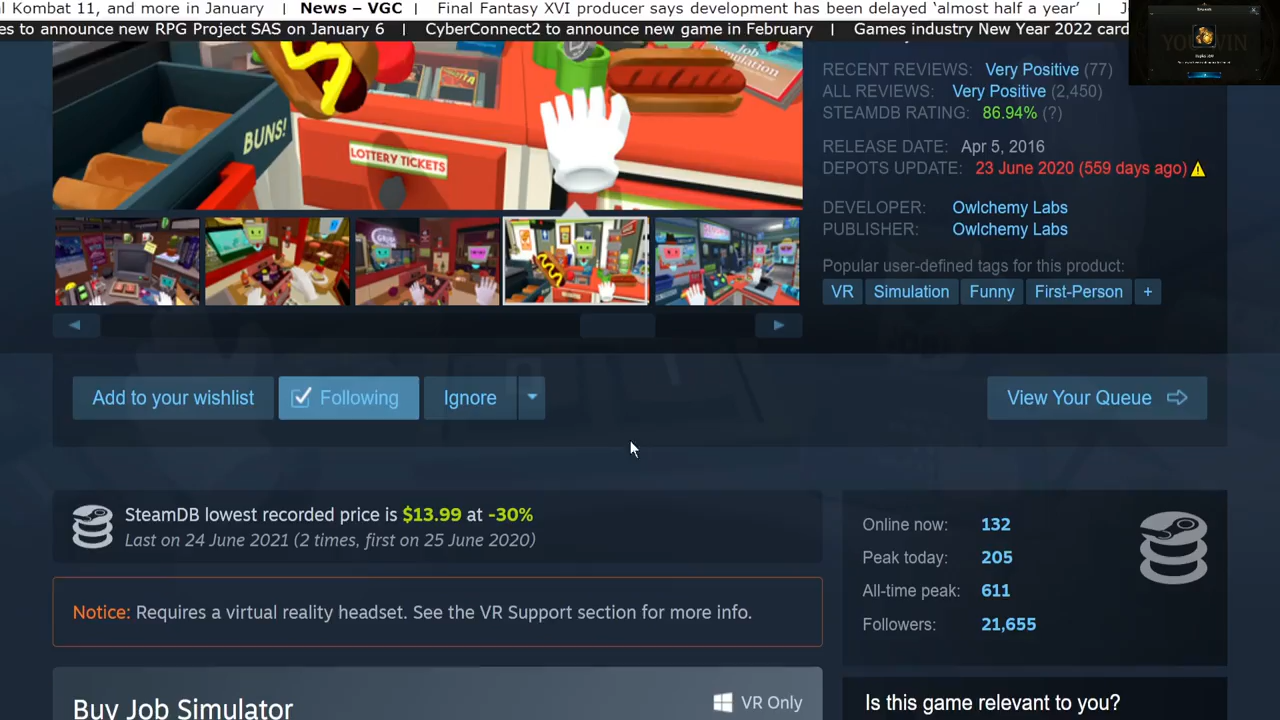 al Kombat 11, and more in January | News – VGC | Final Fantasy XVI producer says development has been delayed ‘almost half a year’ |
es to announce new RPG Project SAS on January 6 | CyberConnect2 to announce new game in February | Games industry New Year 2022 card
YOU WIN
Job Simulation
BUNS!
LOTTERY TICKETS
RECENT REVIEWS: Very Positive (77)
ALL REVIEWS: Very Positive (2,450)
STEAMDB RATING: 86.94% (?)
RELEASE DATE: Apr 5, 2016
DEPOTS UPDATE: 23 June 2020 (559 days ago)
DEVELOPER: Owlchemy Labs
PUBLISHER: Owlchemy Labs
Popular user-defined tags for this product:
VR Simulation Funny First-Person +
Add to your wishlist Following Ignore View Your Queue
SteamDB lowest recorded price is $13.99 at -30%
Last on 24 June 2021 (2 times, first on 25 June 2020)
Notice: Requires a virtual reality headset. See the VR Support section for more info.
Online now: 132
Peak today: 205
All-time peak: 611
Followers: 21,655
Buy Job Simulator VR Only
Is this game relevant to you?